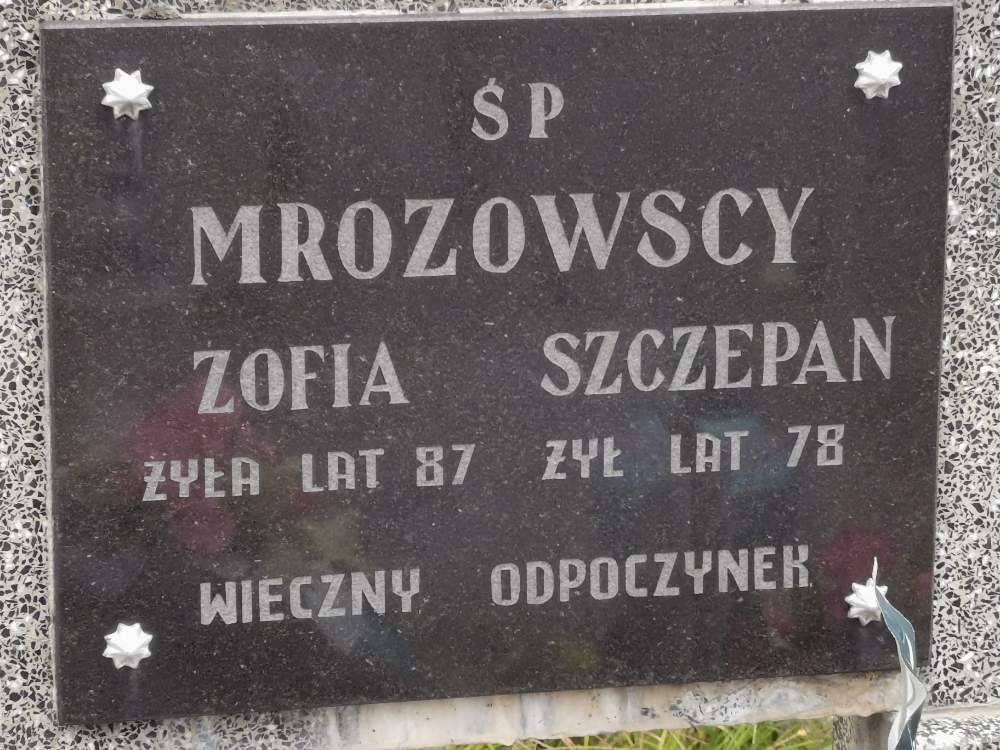 ŚP
MROZOWSCY
ZOFIA SZCZEPAN
ŻYŁA LAT 87 ŻYŁ LAT 78
WIECZNY ODPOCZYNEK